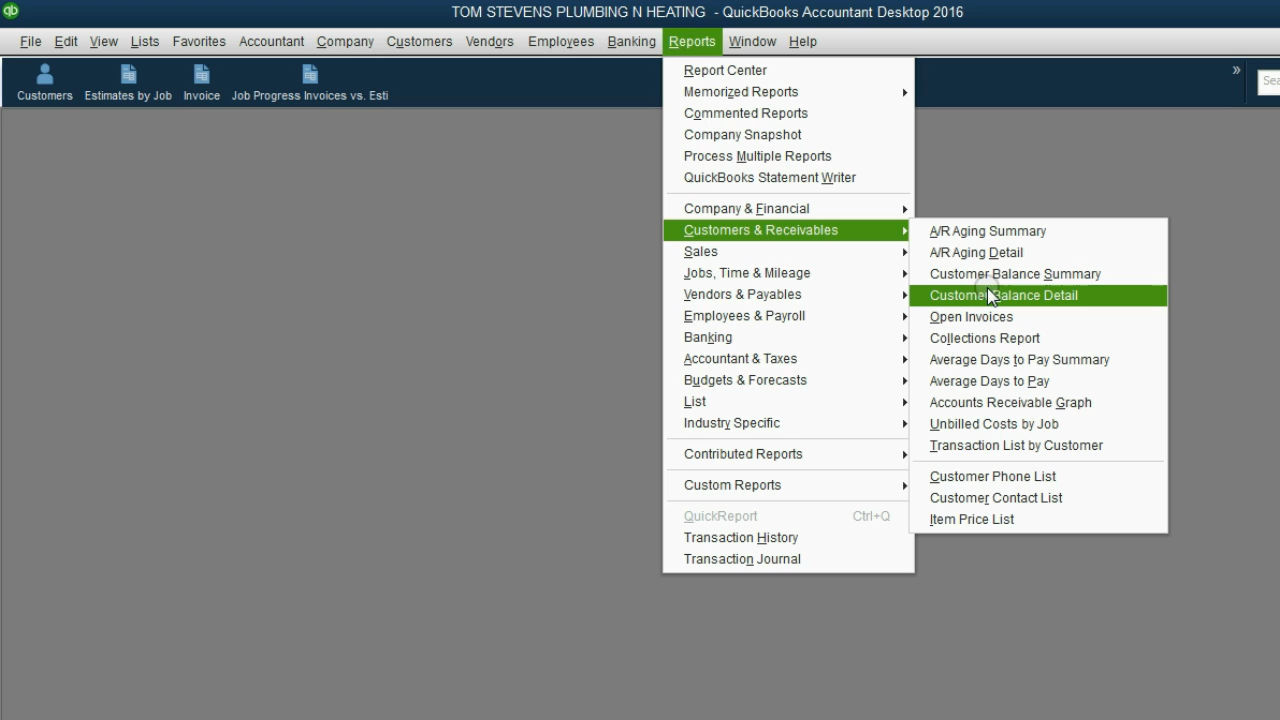 qb
TOM STEVENS PLUMBING N HEATING - QuickBooks Accountant Desktop 2016
File Edit View Lists Favorites Accountant Company Customers Vendors Employees Banking Reports Window Help
Customers Estimates by Job Invoice Job Progress Invoices vs. Esti
» Sea
Report Center
Memorized Reports
Commented Reports
Company Snapshot
Process Multiple Reports
QuickBooks Statement Writer
Company & Financial
Customers & Receivables
Sales
Jobs, Time & Mileage
Vendors & Payables
Employees & Payroll
Banking
Accountant & Taxes
Budgets & Forecasts
List
Industry Specific
Contributed Reports
Custom Reports
QuickReport Ctrl+Q
Transaction History
Transaction Journal
A/R Aging Summary
A/R Aging Detail
Customer Balance Summary
Customer Balance Detail
Open Invoices
Collections Report
Average Days to Pay Summary
Average Days to Pay
Accounts Receivable Graph
Unbilled Costs by Job
Transaction List by Customer
Customer Phone List
Customer Contact List
Item Price List